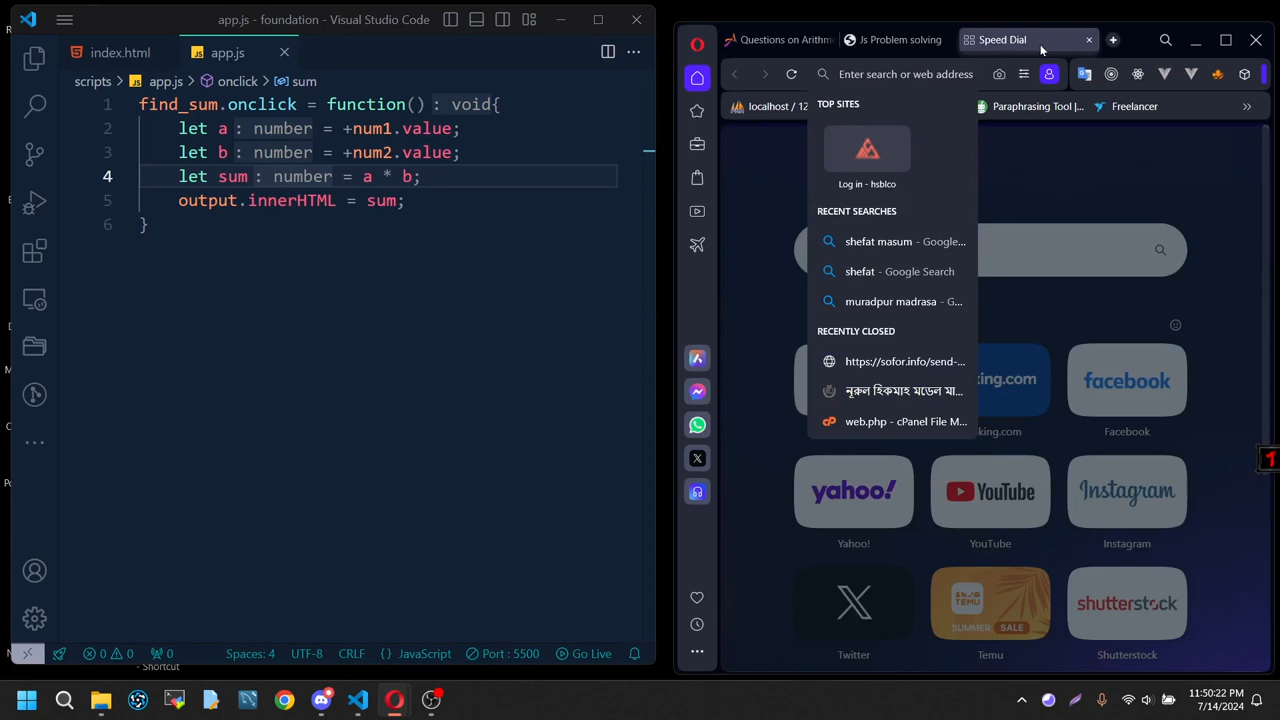 app.js - foundation - Visual Studio Code
index.html
app.js
scripts
app.js
onclick
sum
1 find_sum.onclick = function(): void{
2 let a: number = +num1.value;
3 let b: number = +num2.value;
4 let sum: number = a * b;
5 output.innerHTML = sum;
6 }
0 0
0
Spaces: 4
UTF-8
CRLF
{} JavaScript
Port : 5500
Go Live
Shortcut
Questions on Arithm
Js Problem solving
Speed Dial
Enter search or web address
localhost / 12
Paraphrasing Tool |...
Freelancer
TOP SITES
Log in - hsblco
RECENT SEARCHES
shefat masum - Google...
shefat - Google Search
muradpur madrasa - G...
RECENTLY CLOSED
https://sofor.info/send-...
নূরুল হিকমাহ মডেল মা...
web.php - cPanel File M...
king.com
facebook
king.com
Facebook
yahoo!
YouTube
Instagram
Yahoo!
YouTube
Instagram
TEMU
SUMMER SALE
shutterstock
Twitter
Temu
Shutterstock
11:50:22 PM
7/14/2024